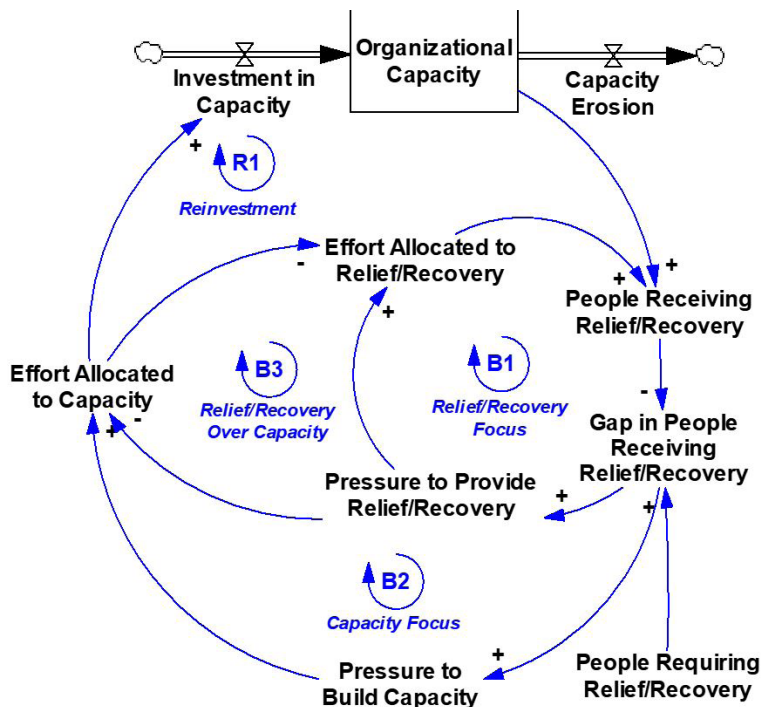 Organizational
Capacity
Investment in
Capacity
Capacity
Erosion
+
R1
Reinvestment
Effort Allocated to
Relief/Recovery
-
+
+
+
People Receiving
Relief/Recovery
Effort Allocated
to Capacity
B3
Relief/Recovery
Over Capacity
B1
Relief/Recovery
Focus
-
+
-
Gap in People
Receiving
Relief/Recovery
Pressure to Provide
Relief/Recovery
+
+
B2
Capacity Focus
+
Pressure to
Build Capacity
People Requiring
Relief/Recovery